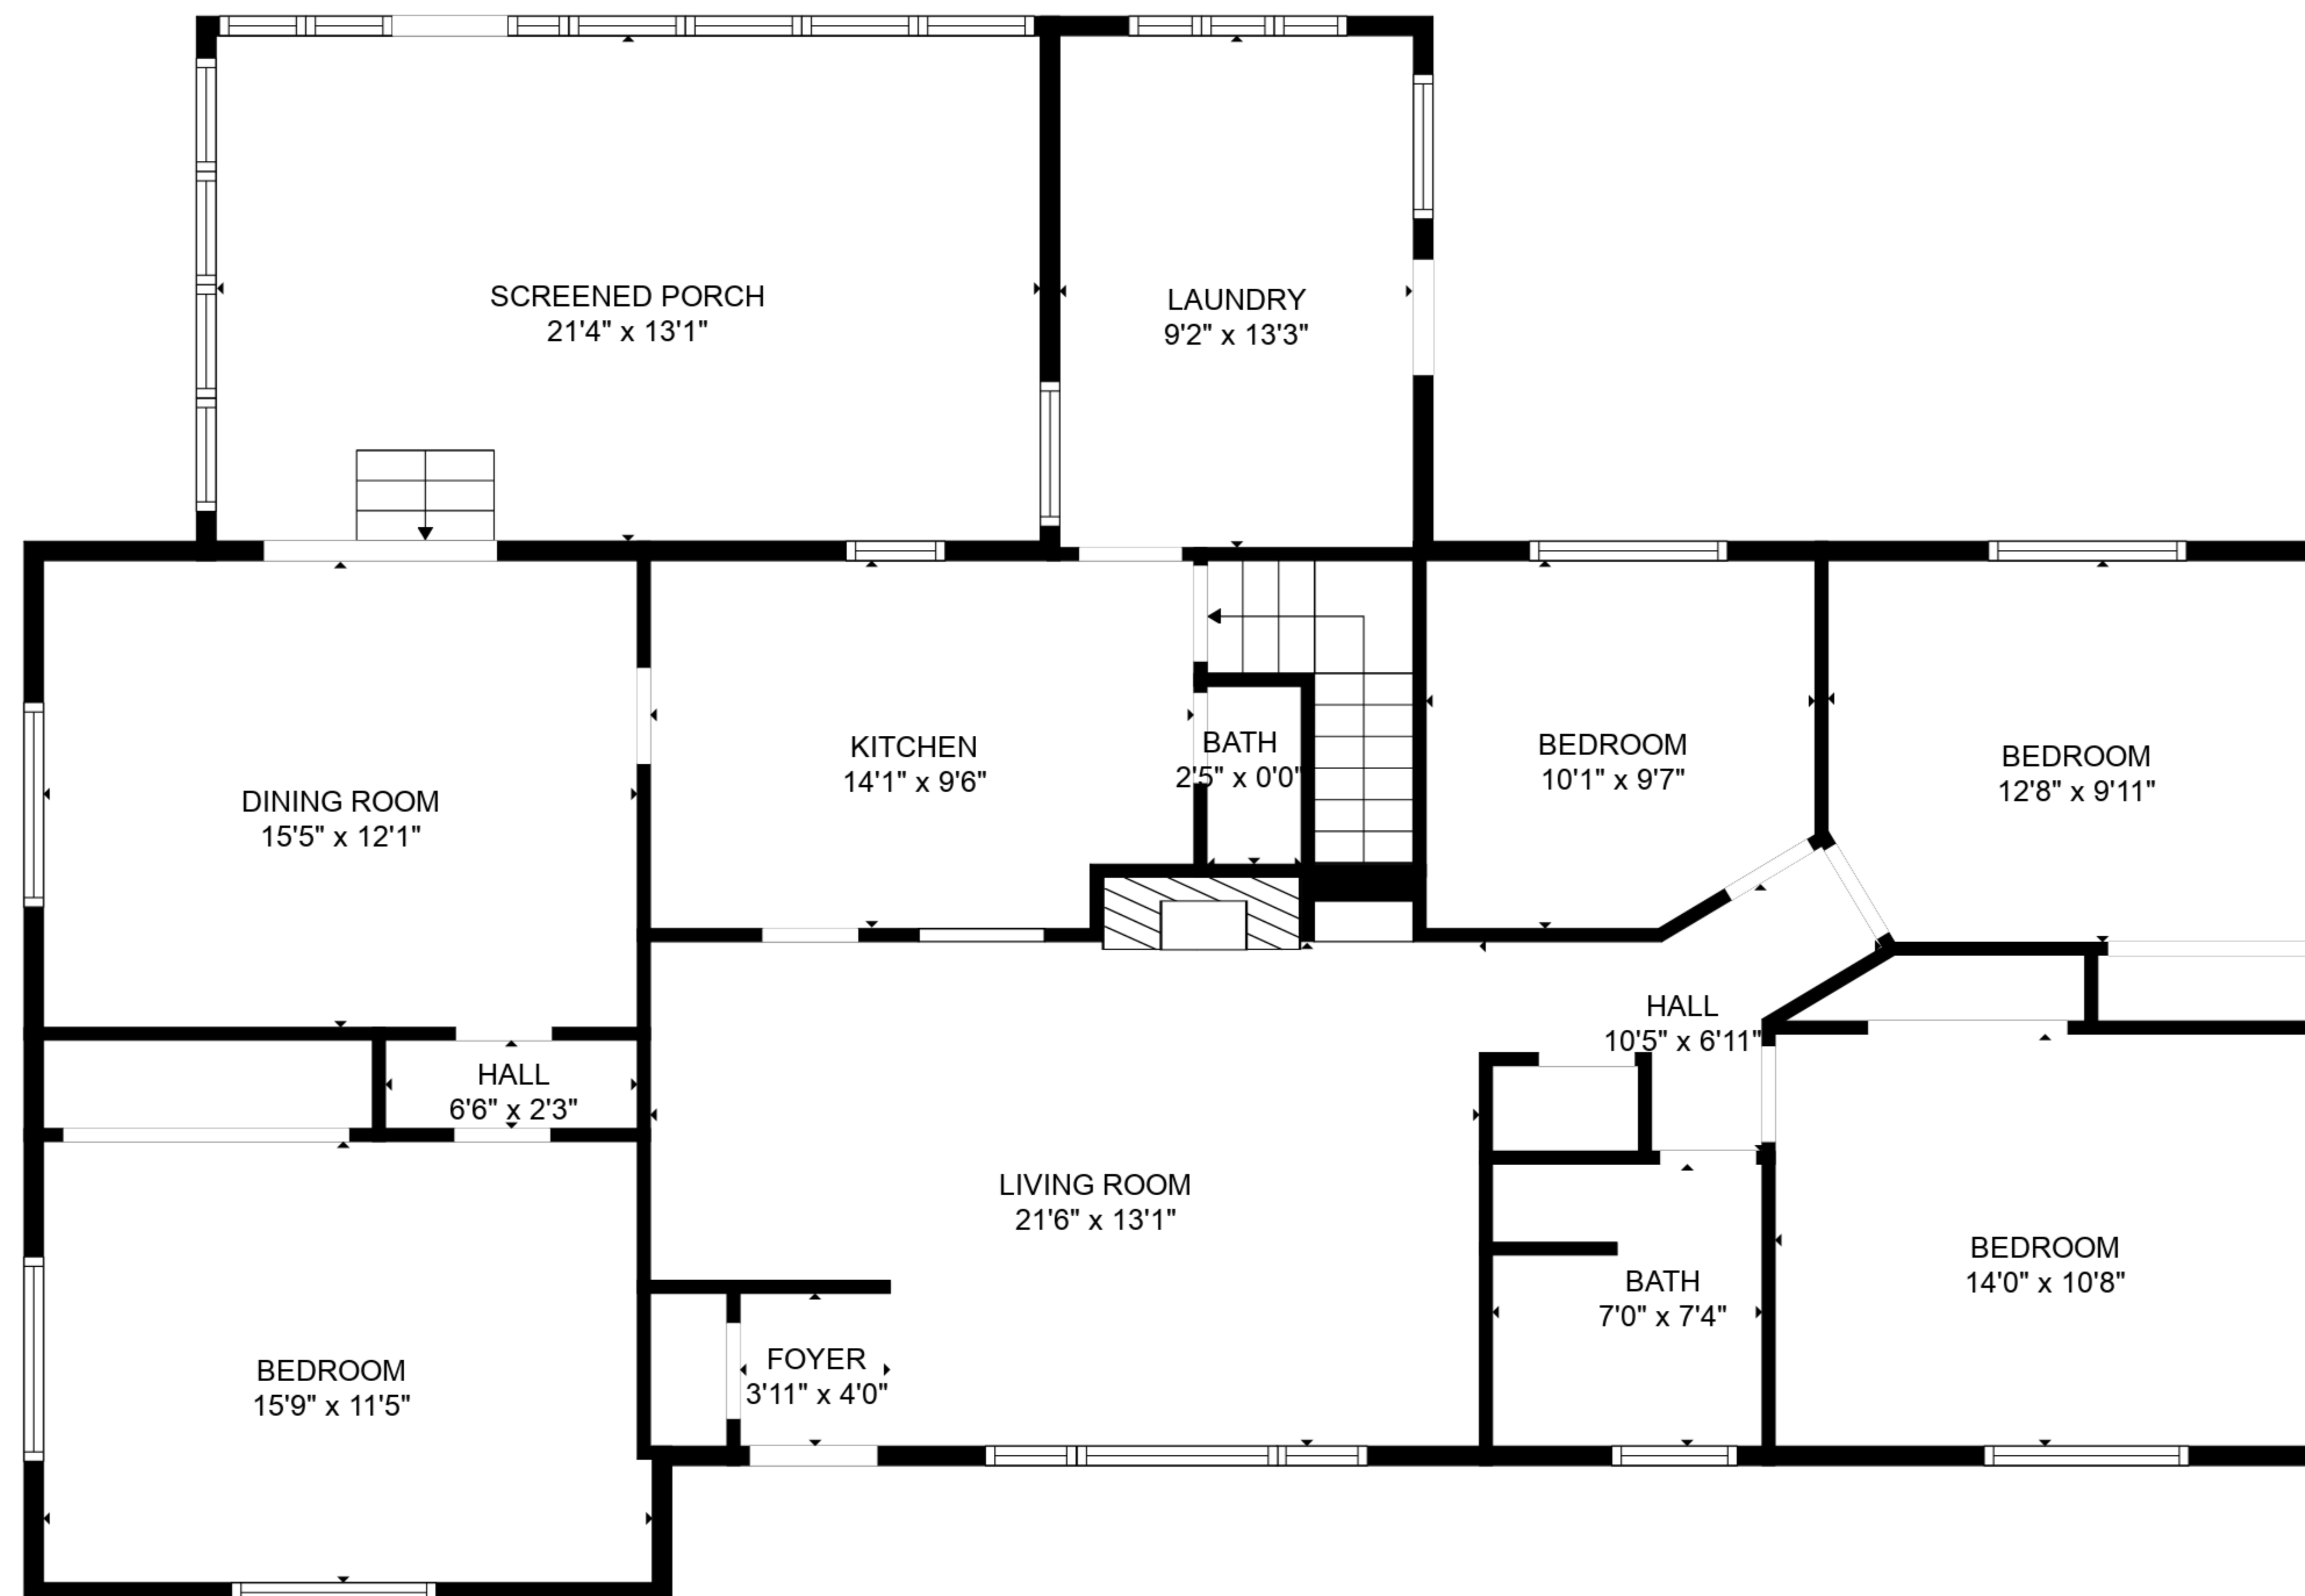 SCREENED PORCH
21'4" x 13'1"
LAUNDRY
9'2" x 13'3"
DINING ROOM
15'5" x 12'1"
KITCHEN
14'1" x 9'6"
BATH
2'5" x 0'0"
BEDROOM
10'1" x 9'7"
BEDROOM
12'8" x 9'11"
HALL
6'6" x 2'3"
HALL
10'5" x 6'11"
LIVING ROOM
21'6" x 13'1"
BATH
7'0" x 7'4"
BEDROOM
14'0" x 10'8"
BEDROOM
15'9" x 11'5"
FOYER
3'11" x 4'0"